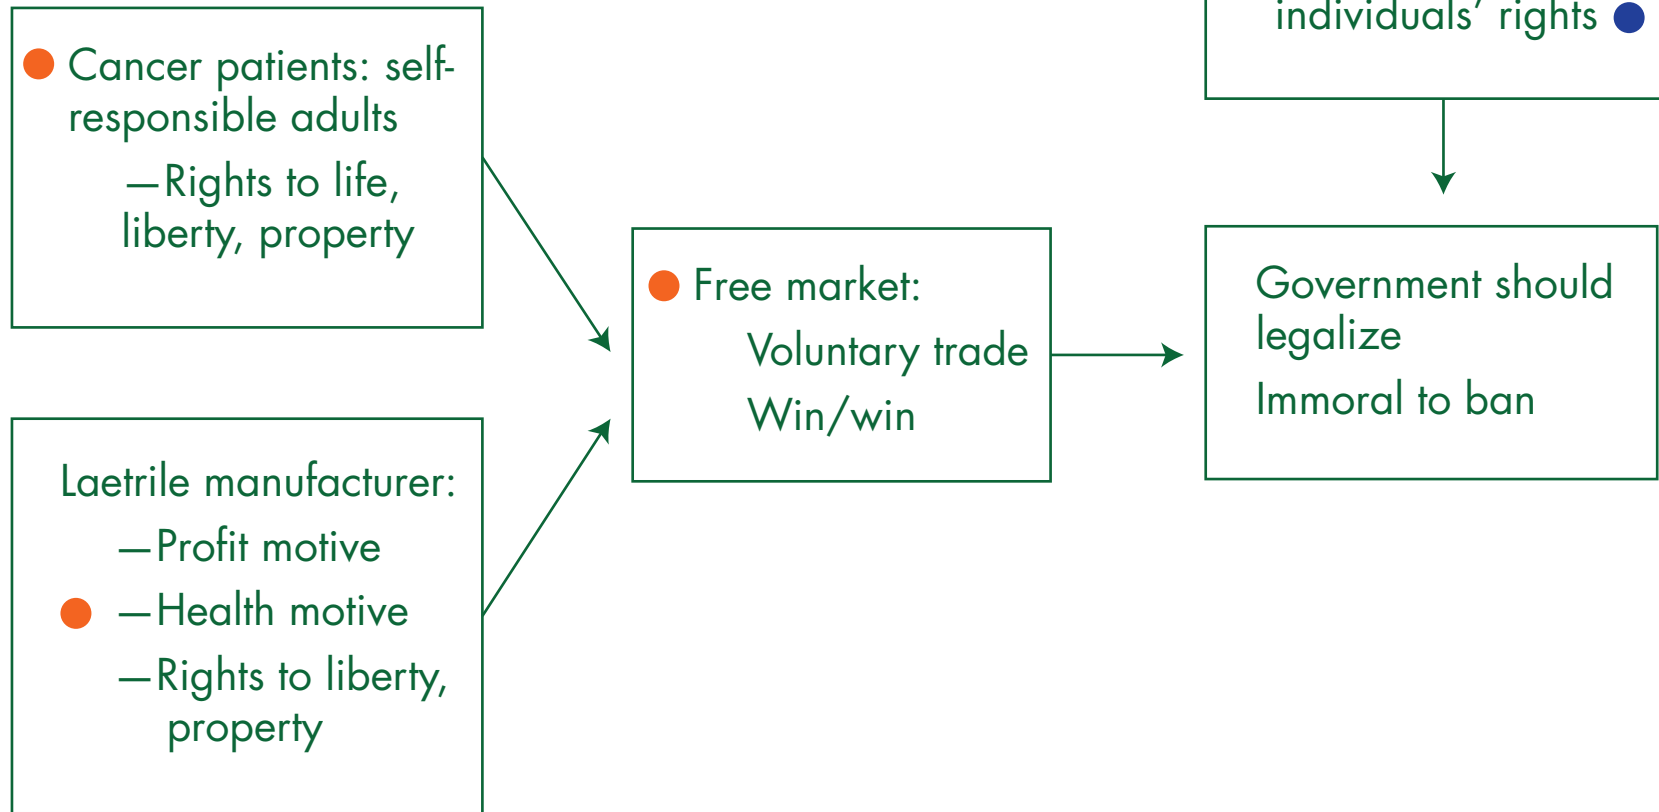 Cancer patients: self-
responsible adults
—Rights to life,
liberty, property
Laetrile manufacturer:
—Profit motive
—Health motive
—Rights to liberty,
property
Free market:
Voluntary trade
Win/win
individuals’ rights
Government should
legalize
Immoral to ban